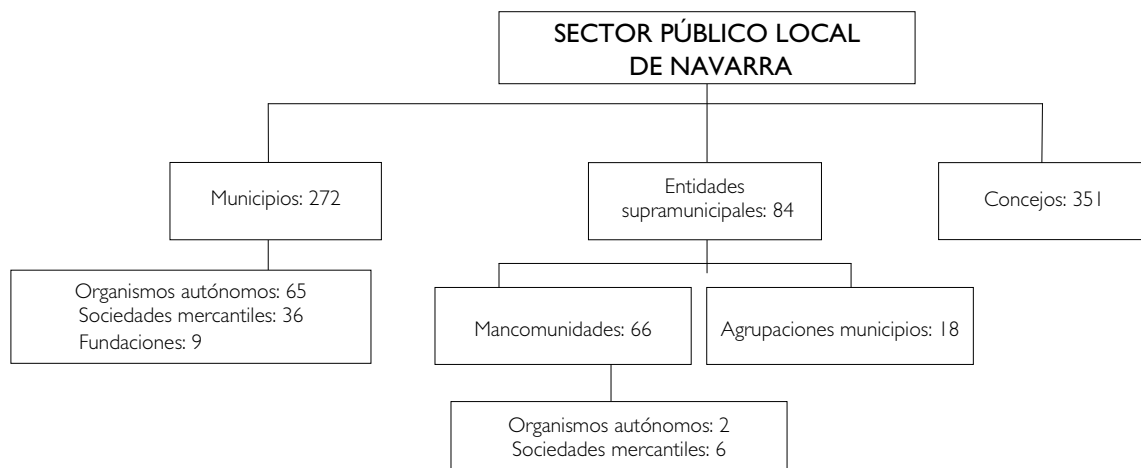 SECTOR PÚBLICO LOCAL
DE NAVARRA
Municipios: 272
Entidades
supramunicipales: 84
Concejos: 351
Organismos autónomos: 65
Sociedades mercantiles: 36
Fundaciones: 9
Mancomunidades: 66
Agrupaciones municipios: 18
Organismos autónomos: 2
Sociedades mercantiles: 6